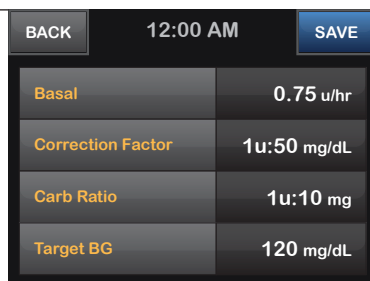 BACK 12:00 AM SAVE
Basal 0.75 u/hr
Correction Factor 1u:50 mg/dL
Carb Ratio 1u:10 mg
Target BG 120 mg/dL